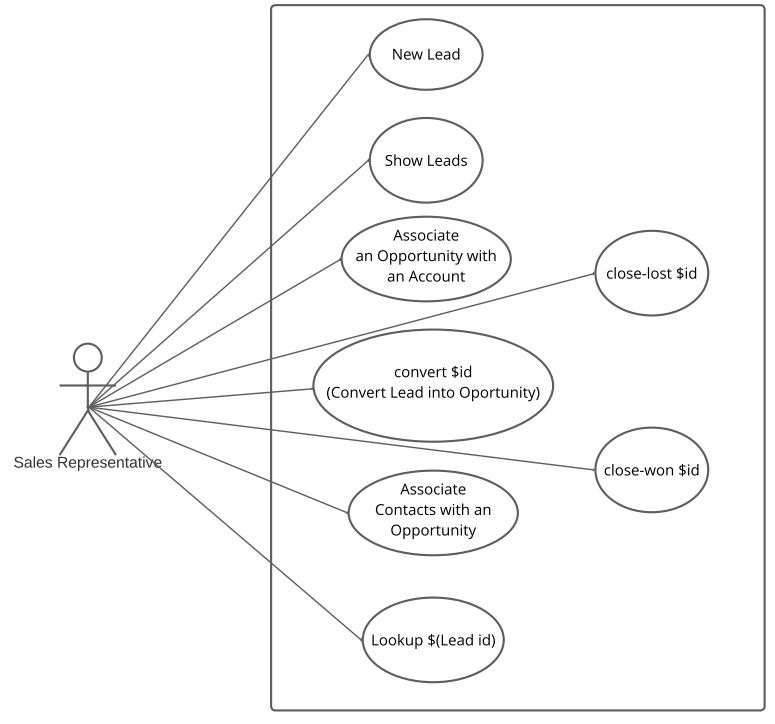 New Lead
Show Leads
Associate
an Opportunity with
an Account
close-lost $id
convert $id
(Convert Lead into Oportunity)
Sales Representative
close-won $id
Associate
Contacts with an
Opportunity
Lookup $(Lead id)